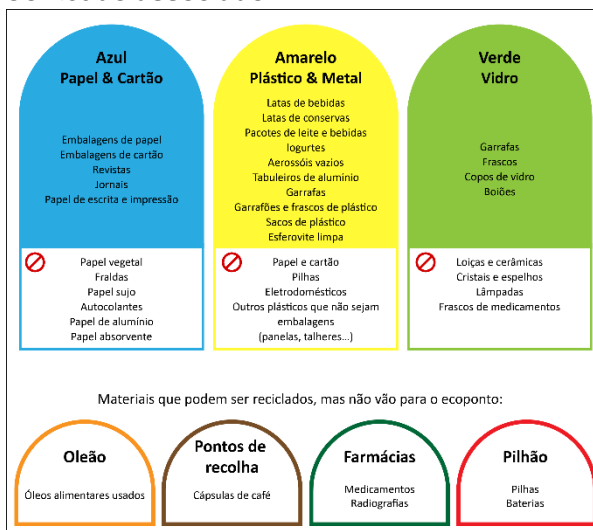 Azul
Papel & Cartão
Embalagens de papel
Embalagens de cartão
Revistas
Jornais
Papel de escrita e impressão
Papel vegetal
Fraldas
Papel sujo
Autocolantes
Papel de alumínio
Papel absorvente
Amarelo
Plástico & Metal
Latas de bebidas
Latas de conservas
Pacotes de leite e bebidas
Iogurtes
Aerossóis vazios
Tabuleiros de alumínio
Garrafas
Garrafões e frascos de plástico
Sacos de plástico
Esferovite limpa
Papel e cartão
Pilhas
Eletrodomésticos
Outros plásticos que não sejam
embalagens
(panelas, talheres...)
Verde
Vidro
Garrafas
Frascos
Copos de vidro
Boiões
Loiças e cerâmicas
Cristais e espelhos
Lâmpadas
Frascos de medicamentos
Materiais que podem ser reciclados, mas não vão para o ecoponto:
Oleão
Óleos alimentares usados
Pontos de
recolha
Cápsulas de café
Farmácias
Medicamentos
Radiografias
Pilhão
Pilhas
Baterias